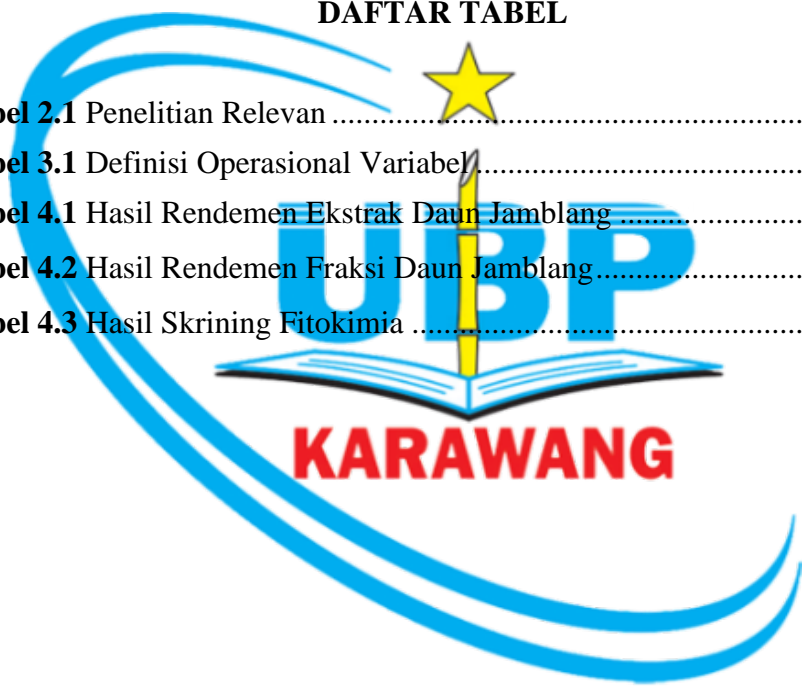 DAFTAR TABEL
bel 2.1 Penelitian Relevan ...............................................................................
bel 3.1 Definisi Operasional Variabel.......................................................
bel 4.1 Hasil Rendemen Ekstrak Daun Jamblang ...............................
bel 4.2 Hasil Rendemen Fraksi Daun Jamblang...................................
bel 4.3 Hasil Skrining Fitokimia .................................................................
UBP
KARAWANG